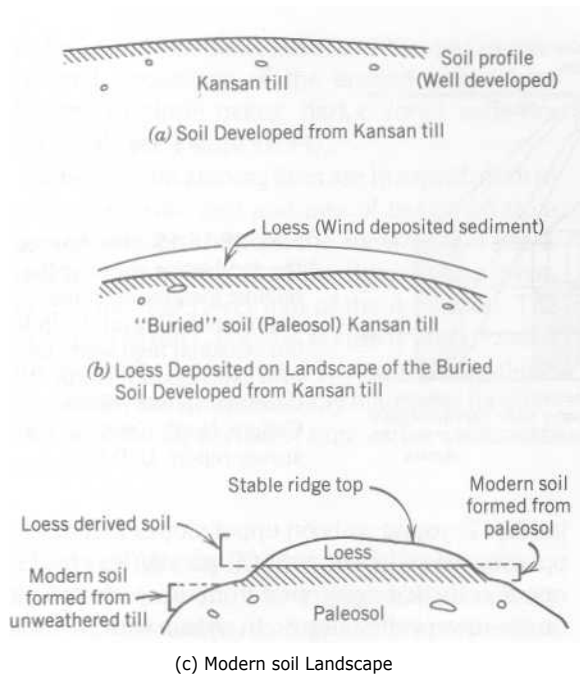 Soil profile
(Well developed)
Kansan till
(a) Soil Developed from Kansan till
Loess (Wind deposited sediment)
"Buried" soil (Paleosol) Kansan till
(b) Loess Deposited on Landscape of the Buried
Soil Developed from Kansan till
Stable ridge top
Modern soil
formed from
paleosol
Loess derived soil
Loess
Modern soil
formed from
unweathered till
Paleosol
(c) Modern soil Landscape